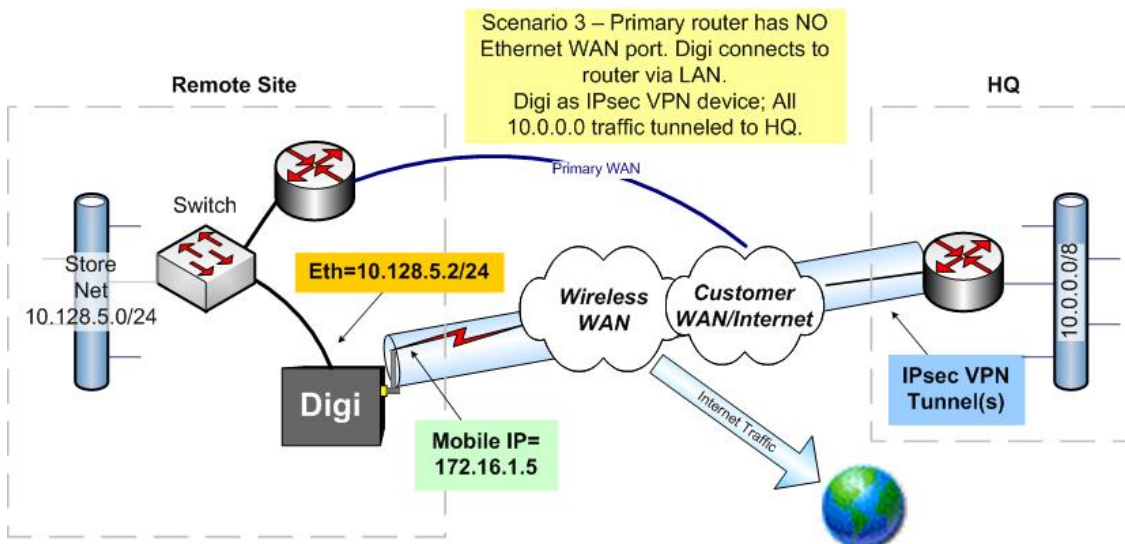 Scenario 3 – Primary router has NO
Ethernet WAN port. Digi connects to
router via LAN.
Digi as IPsec VPN device; All
10.0.0.0 traffic tunneled to HQ.
Remote Site
HQ
Primary WAN
Switch
Store
Net
10.128.5.0/24
Eth=10.128.5.2/24
Wireless
WAN
Customer
WAN/Internet
10.0.0.0/8
Digi
IPsec VPN
Tunnel(s)
Internet Traffic
Mobile IP=
172.16.1.5